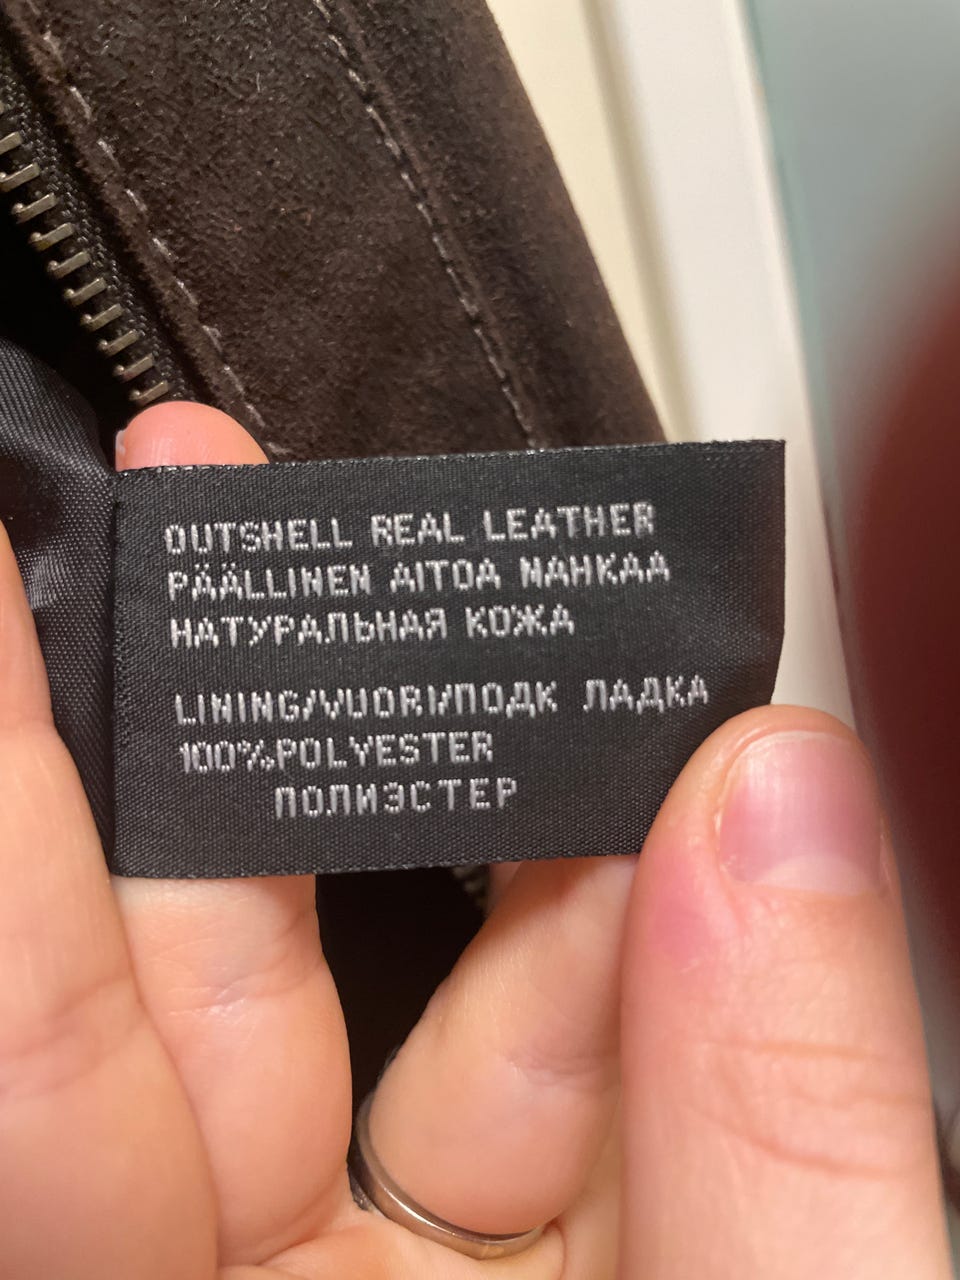 OUTSHELL REAL LEATHER
PÄÄLLINEN AITOA NAHKAA
НАТУРАЛЬНАЯ КОЖА
LINING/VUORI/ПОДК ЛАДКА
100%POLYESTER
ПОЛИЭСТЕР